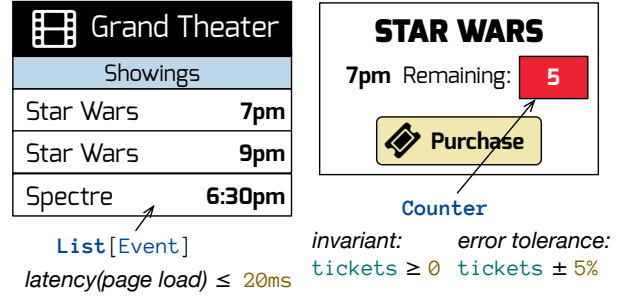 Grand Theater
Showings
Star Wars 7pm
Star Wars 9pm
Spectre 6:30pm
List[Event]
latency(page load) ≤ 20ms
STAR WARS
7pm Remaining: 5
Purchase
Counter
invariant: error tolerance:
tickets ≥ 0 tickets ± 5%